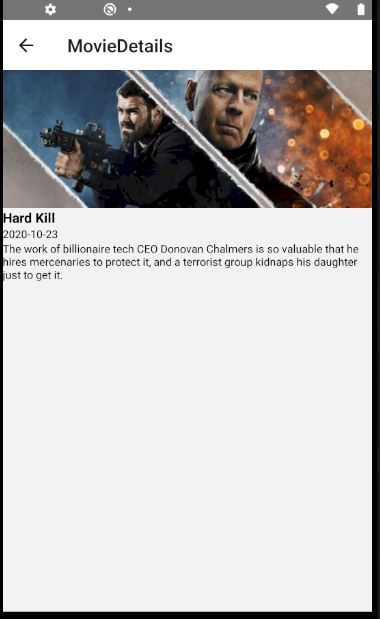 MovieDetails
Hard Kill
2020-10-23
The work of billionaire tech CEO Donovan Chalmers is so valuable that he
hires mercenaries to protect it, and a terrorist group kidnaps his daughter
just to get it.